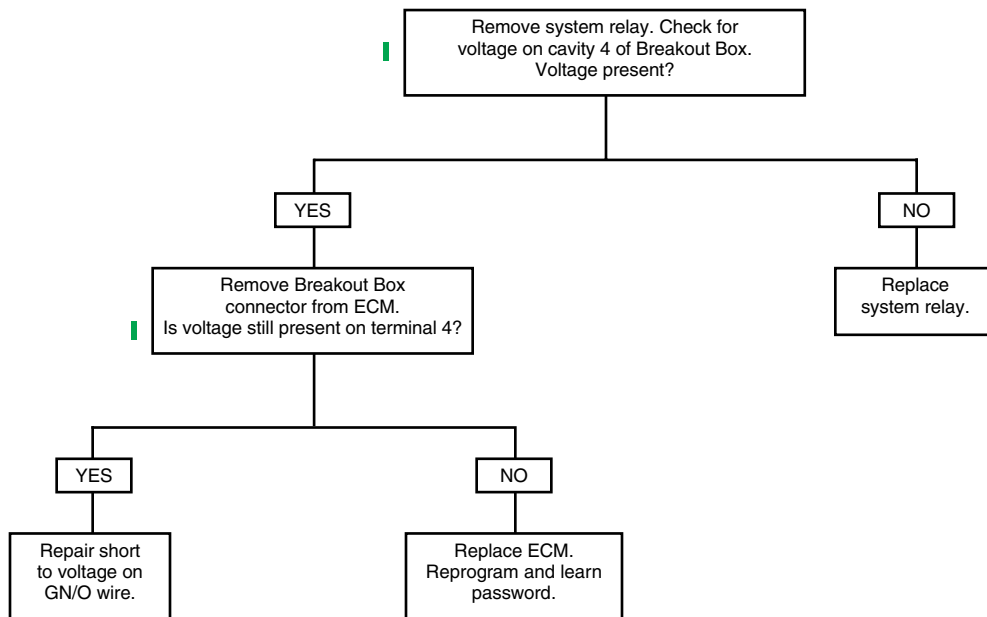 Remove system relay. Check for
voltage on cavity 4 of Breakout Box.
Voltage present?
YES
NO
Remove Breakout Box
connector from ECM.
Is voltage still present on terminal 4?
Replace
system relay.
YES
NO
Repair short
to voltage on
GN/O wire.
Replace ECM.
Reprogram and learn
password.